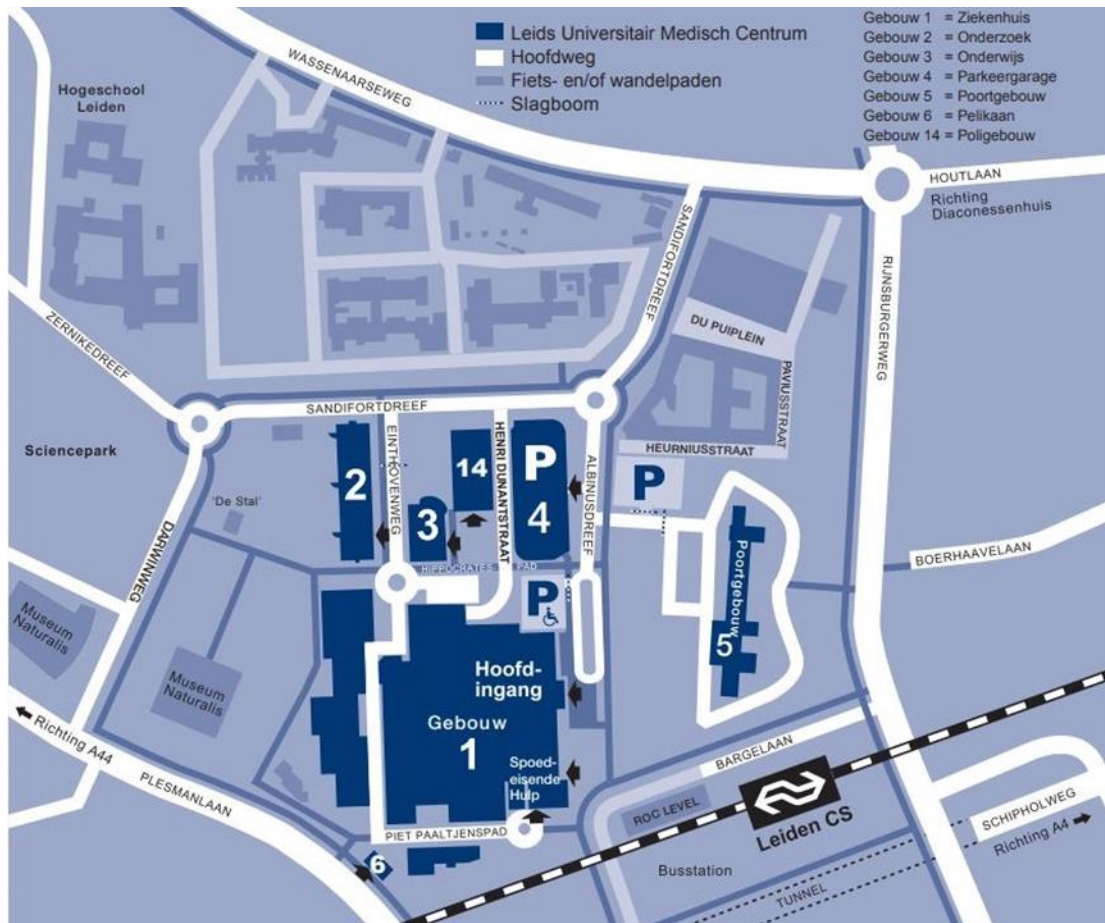 Leids Universitair Medisch Centrum
Hoofdweg
Fiets- en/of wandelpaden
Slagboom
Gebouw 1 = Ziekenhuis
Gebouw 2 = Onderzoek
Gebouw 3 = Onderwijs
Gebouw 4 = Parkeergarage
Gebouw 5 = Poortgebouw
Gebouw 6 = Pelikaan
Gebouw 14 = Poligebouw
WASSENAARSEWEG
Hogeschool
Leiden
HOUTLAAN
Richting
Diaconessenhuis
SANDIFORTDREEF
RIJNSBURGERWEG
DU PUIPLEIN
PAVIUSSTRAAT
ZERNIKEDREEF
SANDIFORTDREEF
HEURNIUSSTRAAT
Sciencepark
EINTHOVENWEG
HENRI DUNANTSTRAAT
ALBINUSDREEF
2
14
P
4
P
3
'De Stal'
DARWINWEG
HIPPOCRATES PAD
BOERHAAVELAAN
Poortgebouw
5
P
Museum
Naturalis
Museum
Naturalis
Hoofd-
ingang
Gebouw
1
Spoed-
eisende
Hulp
Richting A44
PLESMANLAAN
BARGELAAN
ROC LEVEL
Leiden CS
SCHIPHOLWEG
Richting A4
PIET PAALTJENSPAD
6
Busstation
TUNNEL